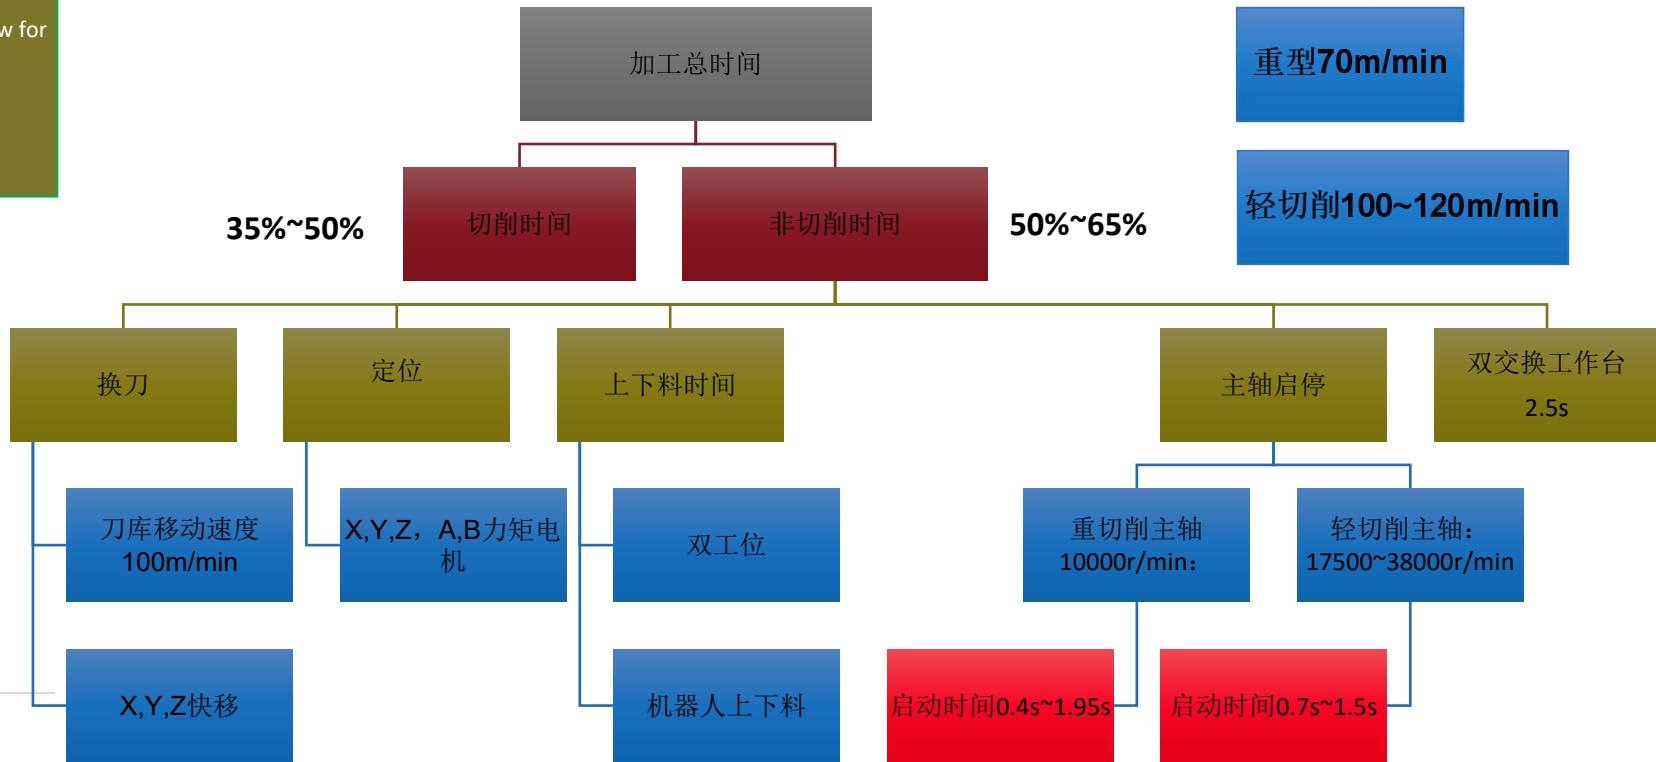 w for
加工总时间
重型70m/min
轻切削100~120m/min
35%~50%
切削时间
非切削时间
50%~65%
换刀
定位
上下料时间
主轴启停
双交换工作台
2.5s
刀库移动速度
100m/min
X,Y,Z，A,B力矩电
机
双工位
重切削主轴
10000r/min：
轻切削主轴：
17500~38000r/min
X,Y,Z快移
机器人上下料
启动时间0.4s~1.95s
启动时间0.7s~1.5s